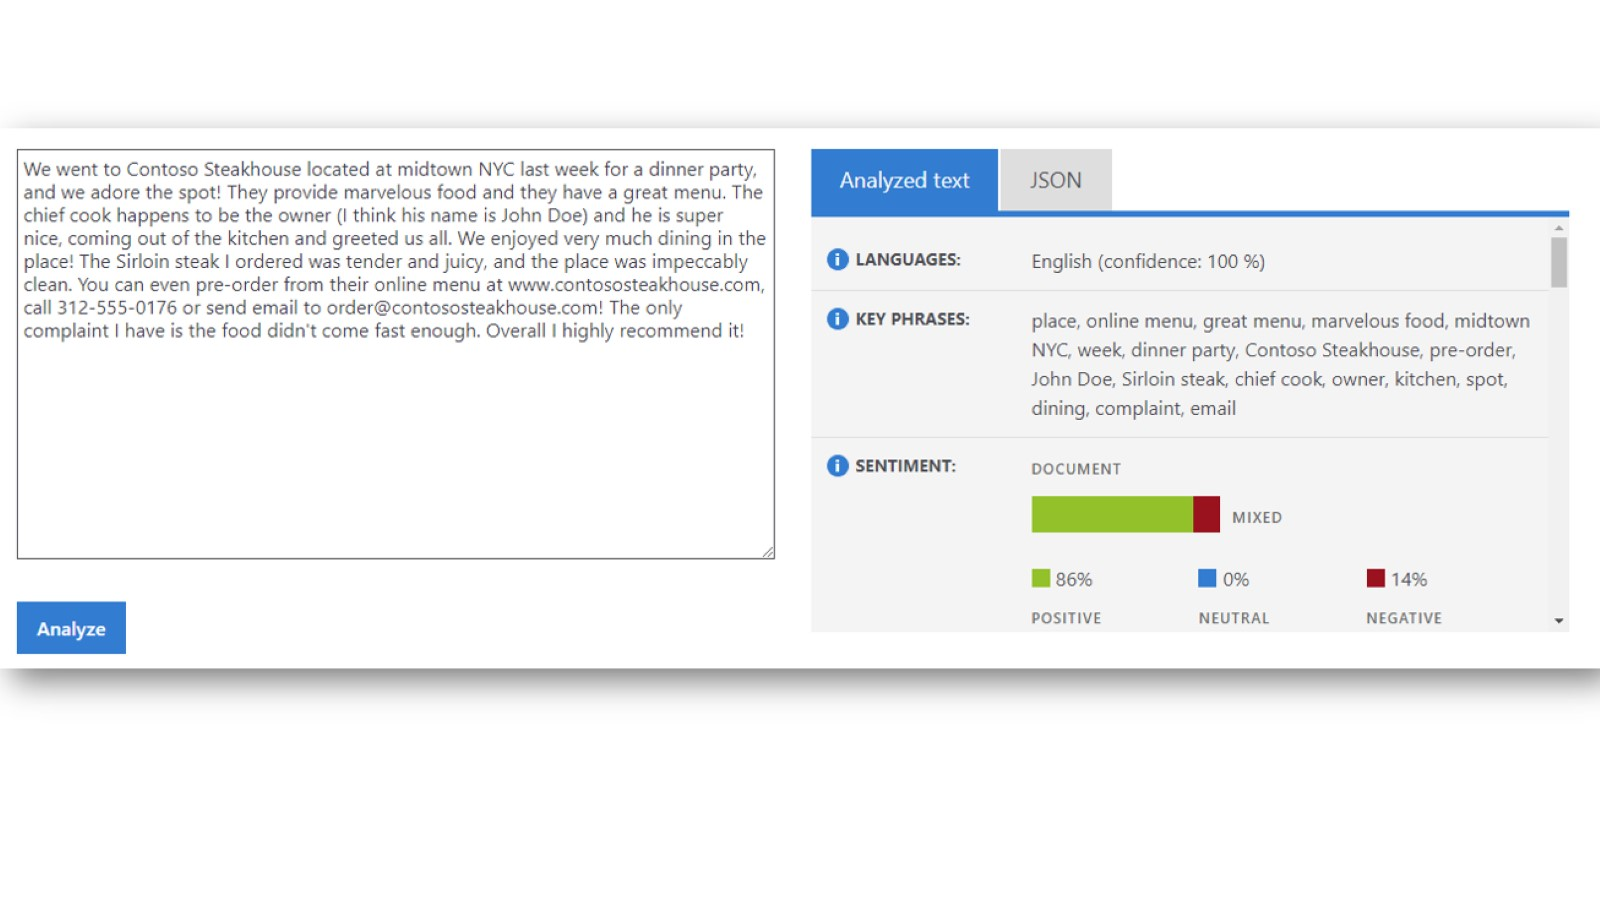 We went to Contoso Steakhouse located at midtown NYC last week for a dinner party,
and we adore the spot! They provide marvelous food and they have a great menu. The
chief cook happens to be the owner (I think his name is John Doe) and he is super
nice, coming out of the kitchen and greeted us all. We enjoyed very much dining in the
place! The Sirloin steak I ordered was tender and juicy, and the place was impeccably
clean. You can even pre-order from their online menu at www.contososteakhouse.com,
call 312-555-0176 or send email to order@contososteakhouse.com! The only
complaint I have is the food didn't come fast enough. Overall I highly recommend it!
Analyze
Analyzed text
JSON
LANGUAGES:
English (confidence: 100 %)
KEY PHRASES:
place, online menu, great menu, marvelous food, midtown
NYC, week, dinner party, Contoso Steakhouse, pre-order,
John Doe, Sirloin steak, chief cook, owner, kitchen, spot,
dining, complaint, email
SENTIMENT:
DOCUMENT
MIXED
86%
0%
14%
POSITIVE
NEUTRAL
NEGATIVE